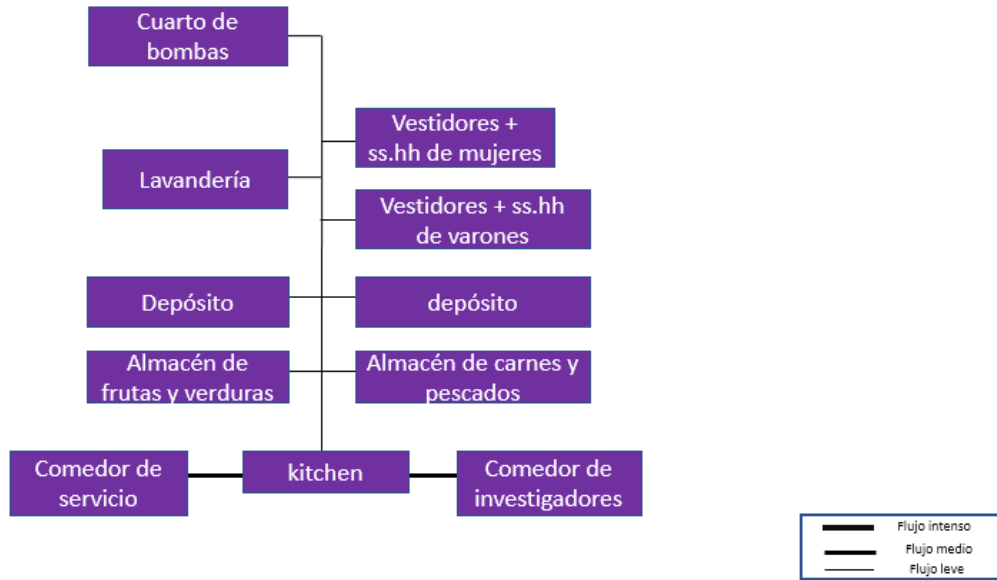 Cuarto de
bombas
Vestidores +
ss.hh de mujeres
Lavandería
Vestidores + ss.hh
de varones
Depósito
depósito
Almacén de
frutas y verduras
Almacén de carnes y
pescados
Comedor de
servicio
kitchen
Comedor de
investigadores
Flujo intenso
Flujo medio
Flujo leve